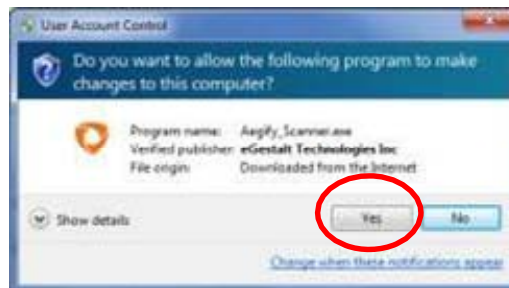 User Account Control
Do you want to allow the following program to make
changes to this computer?
Program name: Aegify_Scanner.exe
Verified publisher: eGestalt Technologies Inc
File origin: Downloaded from the Internet
Show details
Yes
No
Change when these notifications appear